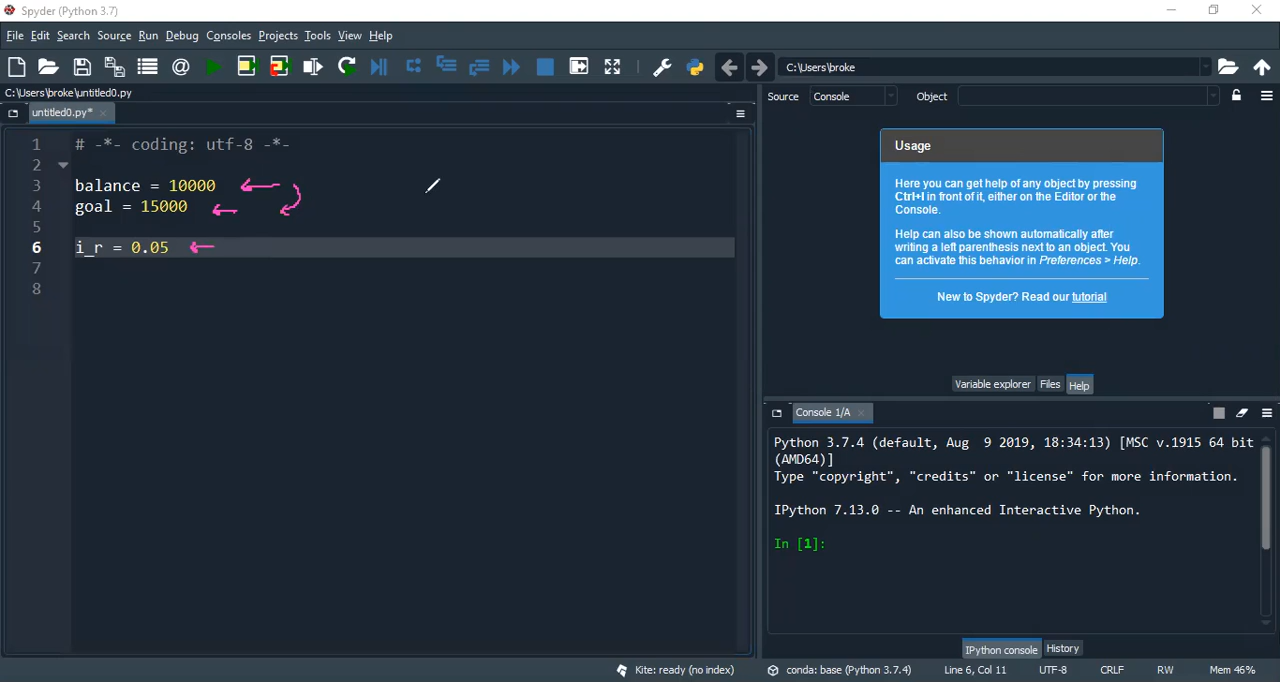 Spyder (Python 3.7)
File Edit Search Source Run Debug Consoles Projects Tools View Help
C:\Users\broke
C:\Users\broke\untitled0.py
untitled0.py*
Source Console Object
1 # -*- coding: utf-8 -*-
2
3 balance = 10000
4 goal = 15000
5
6 i_r = 0.05
7
8
Usage
Here you can get help of any object by pressing
Ctrl+I in front of it, either on the Editor or the
Console.
Help can also be shown automatically after
writing a left parenthesis next to an object. You
can activate this behavior in Preferences > Help.
New to Spyder? Read our tutorial
Variable explorer Files Help
Console 1/A
Python 3.7.4 (default, Aug 9 2019, 18:34:13) [MSC v.1915 64 bit
(AMD64)]
Type "copyright", "credits" or "license" for more information.
IPython 7.13.0 -- An enhanced Interactive Python.
In [1]:
IPython console History
Kite: ready (no index) conda: base (Python 3.7.4) Line 6, Col 11 UTF-8 CRLF RW Mem 46%